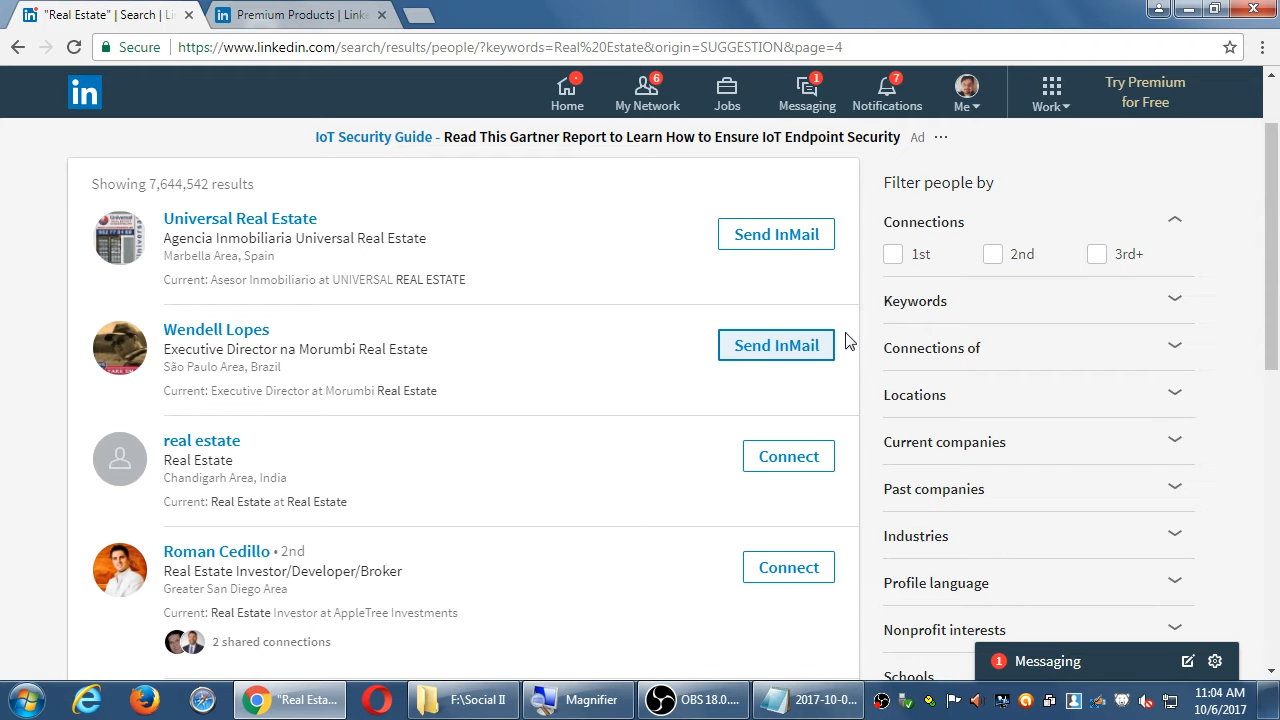 "Real Estate" | Search | Li
Premium Products | Linke
Secure
https://www.linkedin.com/search/results/people/?keywords=Real%20Estate&origin=SUGGESTION&page=4
in
Home
6
My Network
Jobs
1
Messaging
7
Notifications
Me
Work
Try Premium
for Free
IoT Security Guide - Read This Gartner Report to Learn How to Ensure IoT Endpoint Security Ad ...
Showing 7,644,542 results
Universal Real Estate
Agencia Inmobiliaria Universal Real Estate
Marbella Area, Spain
Current: Asesor Inmobiliario at UNIVERSAL REAL ESTATE
Send InMail
Wendell Lopes
Executive Director na Morumbi Real Estate
São Paulo Area, Brazil
Current: Executive Director at Morumbi Real Estate
Send InMail
real estate
Real Estate
Chandigarh Area, India
Current: Real Estate at Real Estate
Connect
Roman Cedillo • 2nd
Real Estate Investor/Developer/Broker
Greater San Diego Area
Current: Real Estate Investor at AppleTree Investments
2 shared connections
Connect
Filter people by
Connections
1st
2nd
3rd+
Keywords
Connections of
Locations
Current companies
Past companies
Industries
Profile language
Nonprofit interests
Schools
1 Messaging
"Real Esta...
F:\Social II
Magnifier
OBS 18.0....
2017-10-0...
11:04 AM
10/6/2017